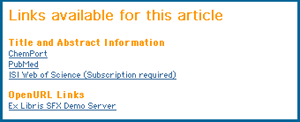 Links available for this article
Title and Abstract Information
ChemPort
PubMed
ISI Web of Science (Subscription required)
OpenURL Links
Ex Libris SFX Demo Server